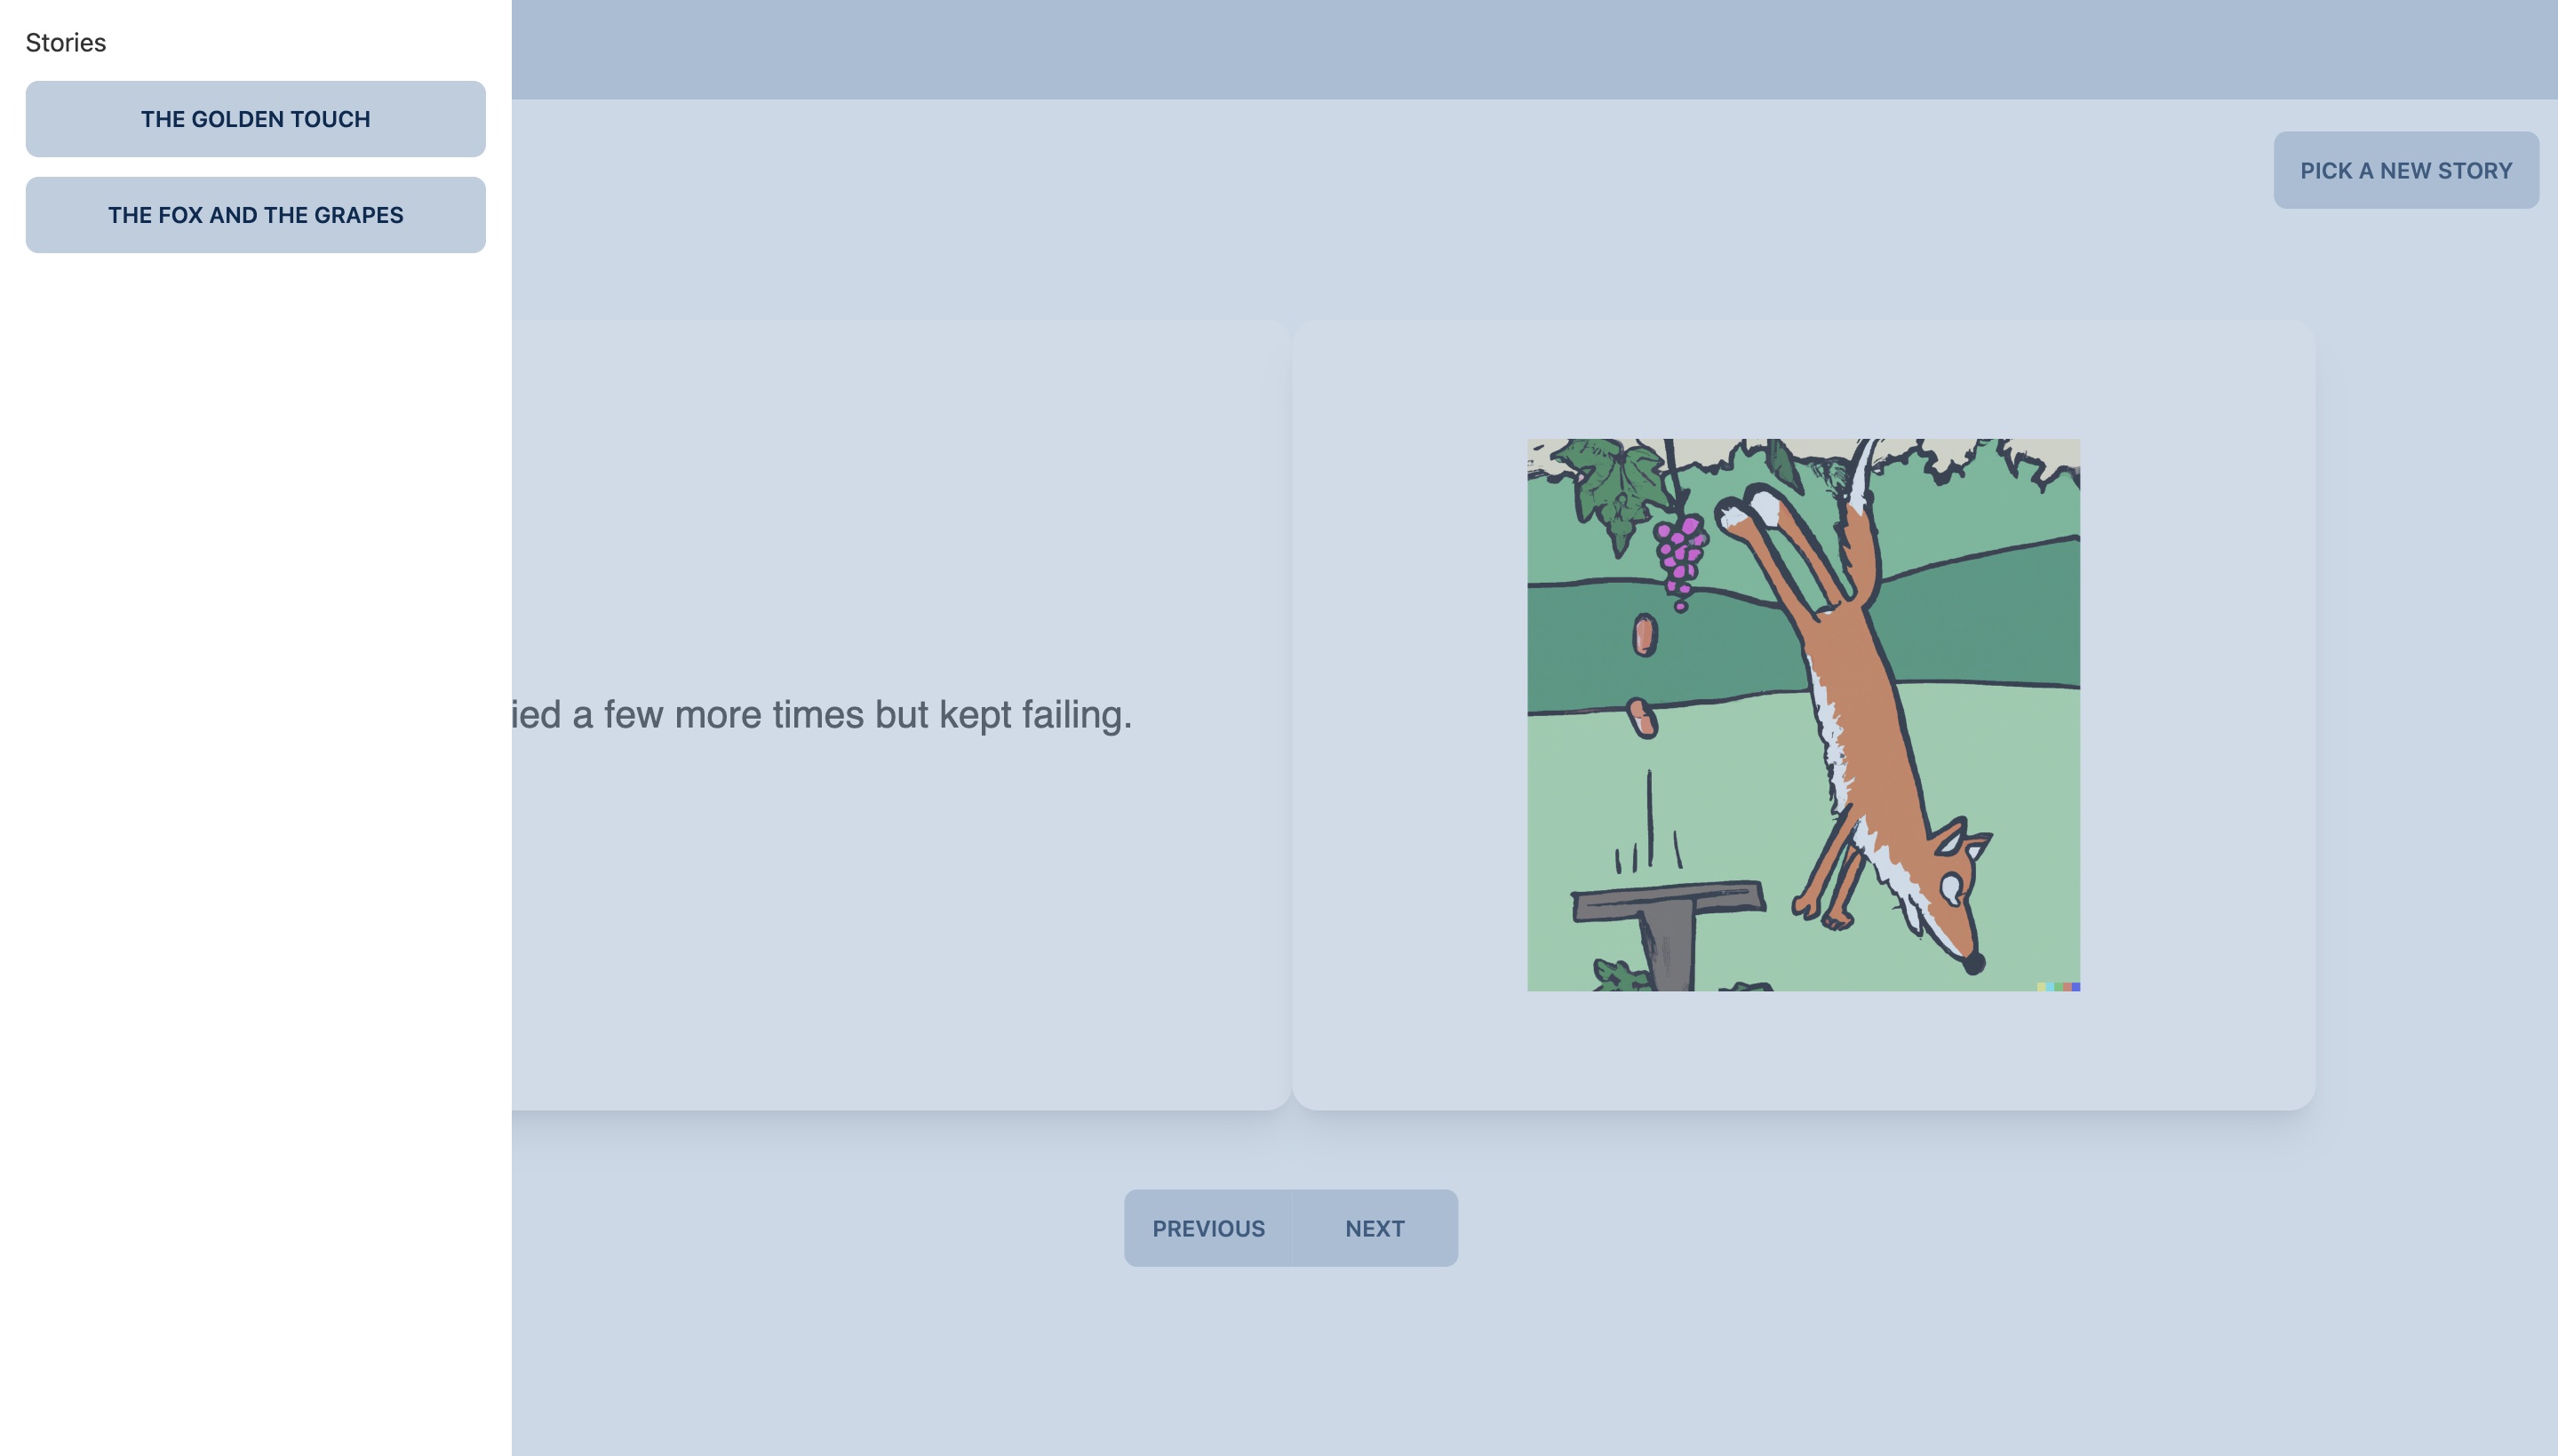 Stories
THE GOLDEN TOUCH
THE FOX AND THE GRAPES
PICK A NEW STORY
ied a few more times but kept failing.
PREVIOUS
NEXT